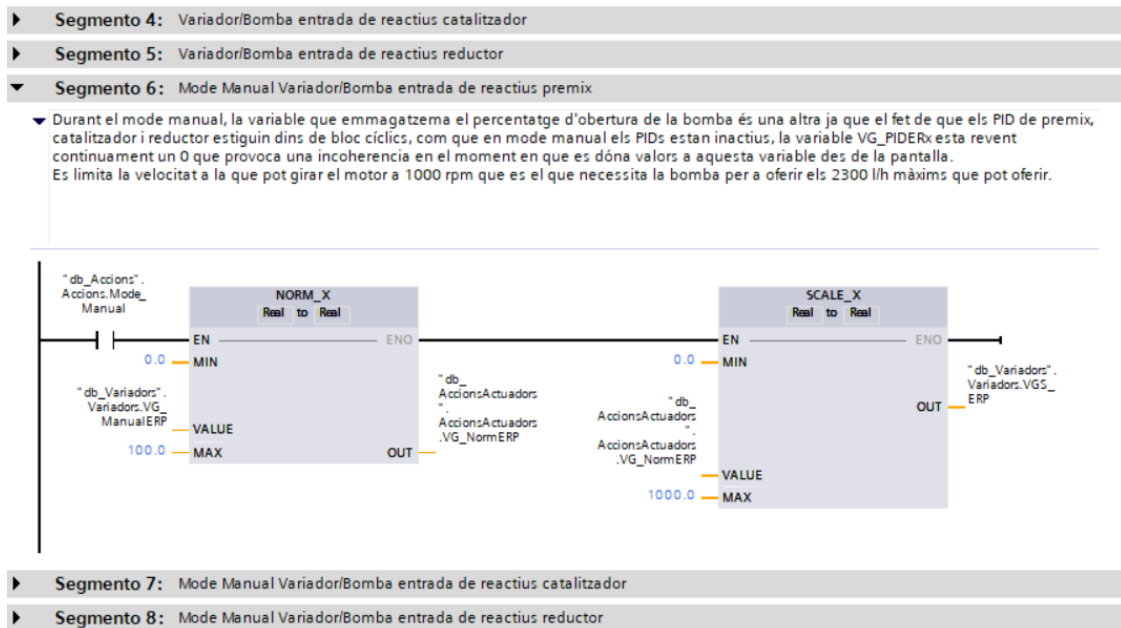 Segmento 4: Variador/Bomba entrada de reactius catalitzador
Segmento 5: Variador/Bomba entrada de reactius reductor
Segmento 6: Mode Manual Variador/Bomba entrada de reactius premix
Durant el mode manual, la variable que emmagatzema el percentatge d'obertura de la bomba és una altra ja que el fet de que els PID de premix,
catalitzador i reductor estiguin dins de bloc cíclics, com que en mode manual els PIDs estan inactius, la variable VG_PIDERx esta revent
continuament un 0 que provoca una incoherencia en el moment en que es dóna valors a aquesta variable des de la pantalla.
Es limita la velocitat a la que pot girar el motor a 1000 rpm que es el que necessita la bomba per a oferir els 2300 l/h màxims que pot oferir.
"db_Accions".
Accions.Mode_
Manual
NORM_X
Real to Real
EN
ENO
0.0
MIN
"db_Variadors".
Variadors.VG_
ManualERP
VALUE
100.0
MAX
OUT
"db_
AccionsActuadors
".
AccionsActuadors
.VG_NormERP
SCALE_X
Real to Real
EN
ENO
0.0
MIN
"db_
AccionsActuadors
".
AccionsActuadors
.VG_NormERP
VALUE
1000.0
MAX
OUT
"db_Variadors".
Variadors.VGS_
ERP
Segmento 7: Mode Manual Variador/Bomba entrada de reactius catalitzador
Segmento 8: Mode Manual Variador/Bomba entrada de reactius reductor